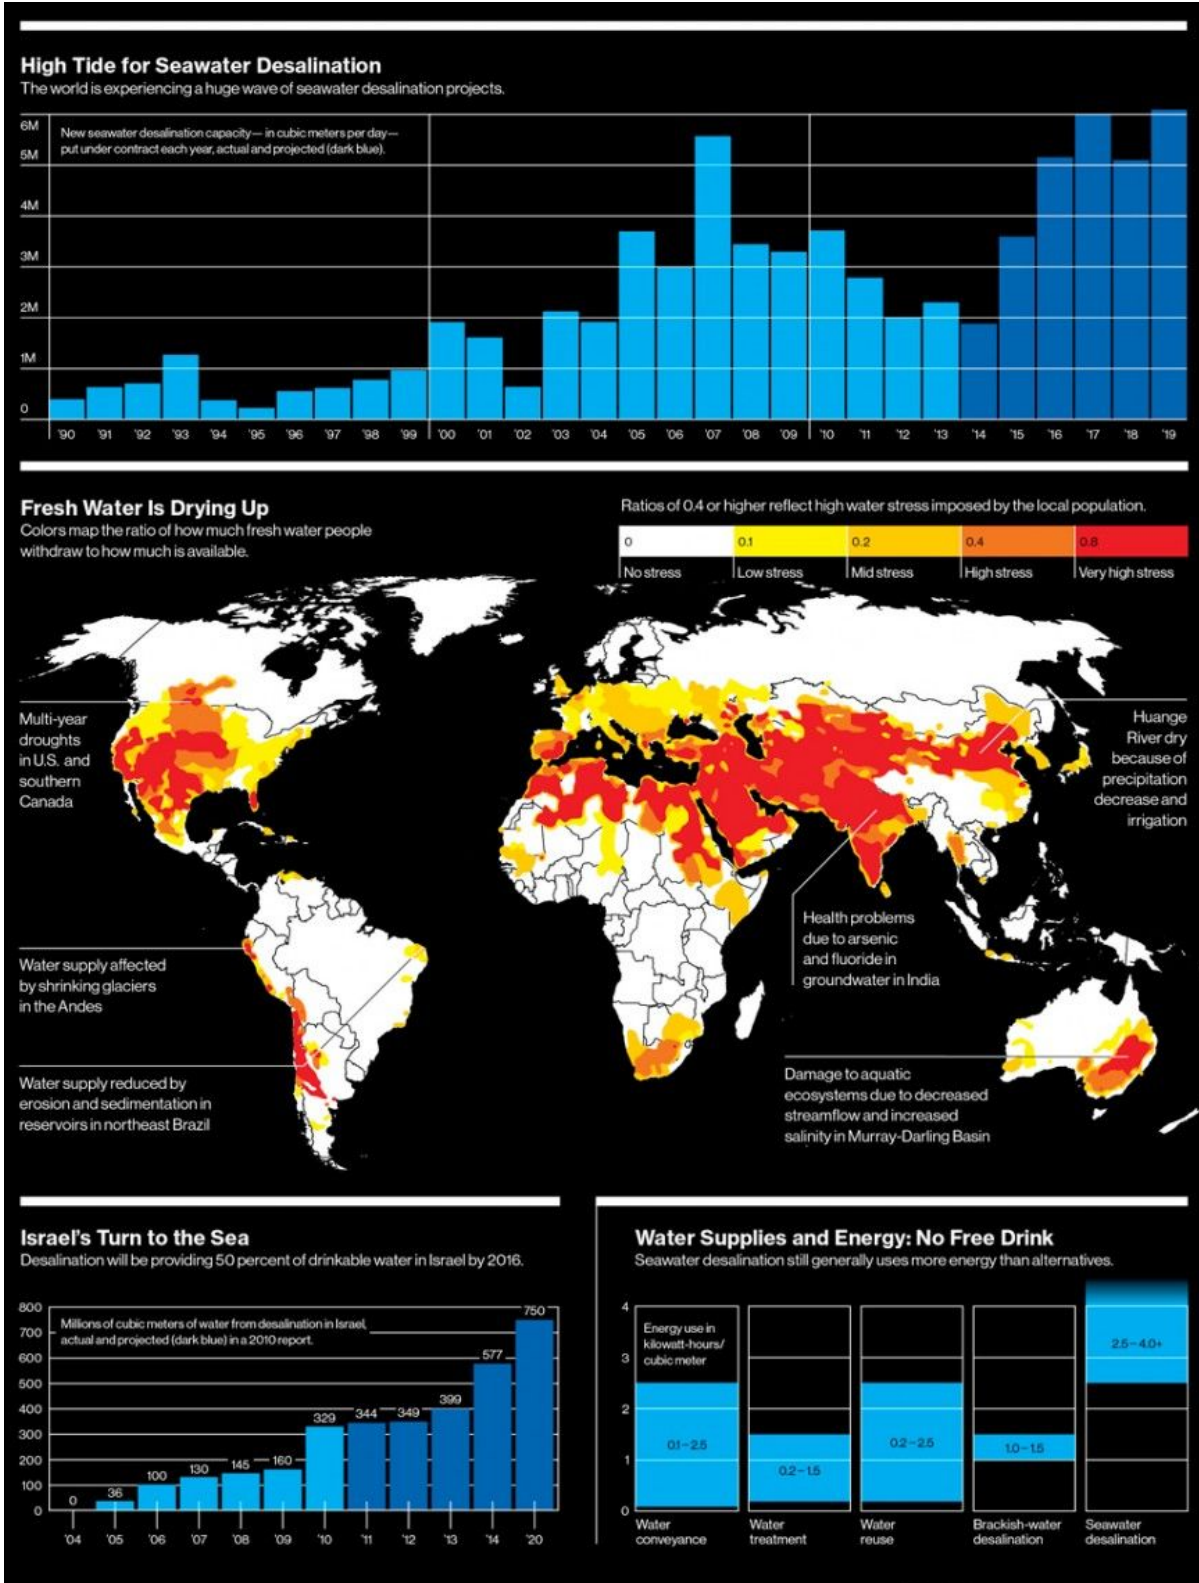 High Tide for Seawater Desalination
The world is experiencing a huge wave of seawater desalination projects.
New seawater desalination capacity— in cubic meters per day—
put under contract each year, actual and projected (dark blue).
6M
5M
4M
3M
2M
1M
0
'90 '91 '92 '93 '94 '95 '96 '97 '98 '99 '00 '01 '02 '03 '04 '05 '06 '07 '08 '09 '10 '11 '12 '13 '14 '15 '16 '17 '18 '19
Fresh Water Is Drying Up
Colors map the ratio of how much fresh water people
withdraw to how much is available.
Ratios of 0.4 or higher reflect high water stress imposed by the local population.
0 0.1 0.2 0.4 0.8
No stress Low stress Mid stress High stress Very high stress
Multi-year
droughts
in U.S. and
southern
Canada
Huange
River dry
because of
precipitation
decrease and
irrigation
Health problems
due to arsenic
and fluoride in
groundwater in India
Water supply affected
by shrinking glaciers
in the Andes
Water supply reduced by
erosion and sedimentation in
reservoirs in northeast Brazil
Damage to aquatic
ecosystems due to decreased
streamflow and increased
salinity in Murray-Darling Basin
Israel's Turn to the Sea
Desalination will be providing 50 percent of drinkable water in Israel by 2016.
Millions of cubic meters of water from desalination in Israel,
actual and projected (dark blue) in a 2010 report.
800
700
600
500
400
300
200
100
0
0 36 100 130 145 160 329 344 349 399 577 750
'04 '05 '06 '07 '08 '09 '10 '11 '12 '13 '14 '20
Water Supplies and Energy: No Free Drink
Seawater desalination still generally uses more energy than alternatives.
Energy use in
kilowatt-hours/
cubic meter
4
3
2
1
0
0.1–2.5 0.2–1.5 0.2–2.5 1.0–1.5 2.5–4.0+
Water
conveyance
Water
treatment
Water
reuse
Brackish-water
desalination
Seawater
desalination